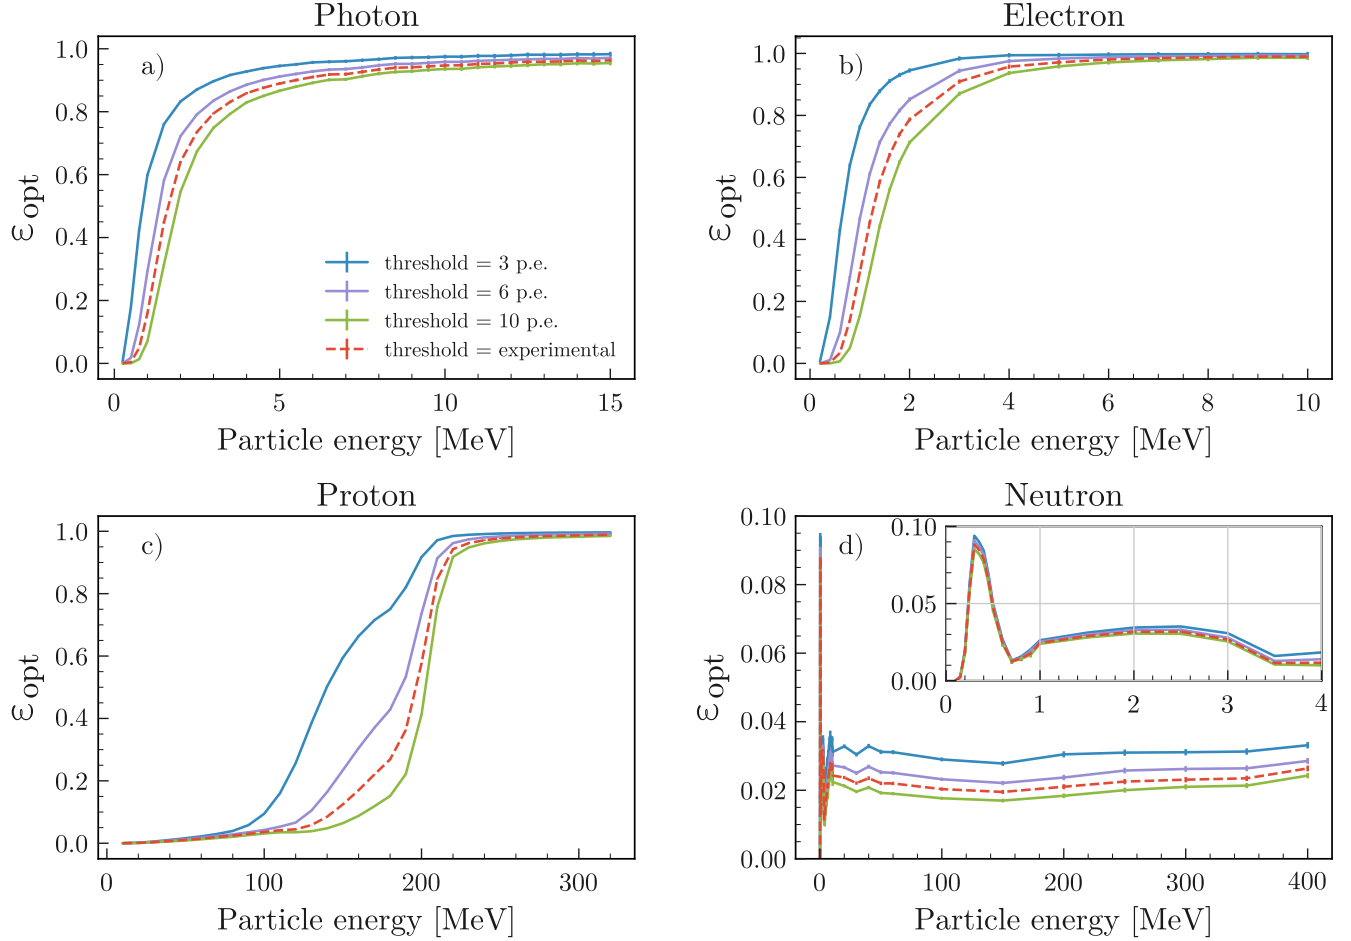 Photon
a)
1.0
0.8
0.6
0.4
0.2
0.0
εopt
threshold = 3 p.e.
threshold = 6 p.e.
threshold = 10 p.e.
threshold = experimental
0 5 10 15
Particle energy [MeV]
Electron
b)
1.0
0.8
0.6
0.4
0.2
0.0
εopt
0 2 4 6 8 10
Particle energy [MeV]
Proton
c)
1.0
0.8
0.6
0.4
0.2
0.0
εopt
0 100 200 300
Particle energy [MeV]
Neutron
d)
0.10
0.08
0.06
0.04
0.02
0.00
εopt
0.10
0.05
0.00
0 1 2 3 4
0 100 200 300 400
Particle energy [MeV]